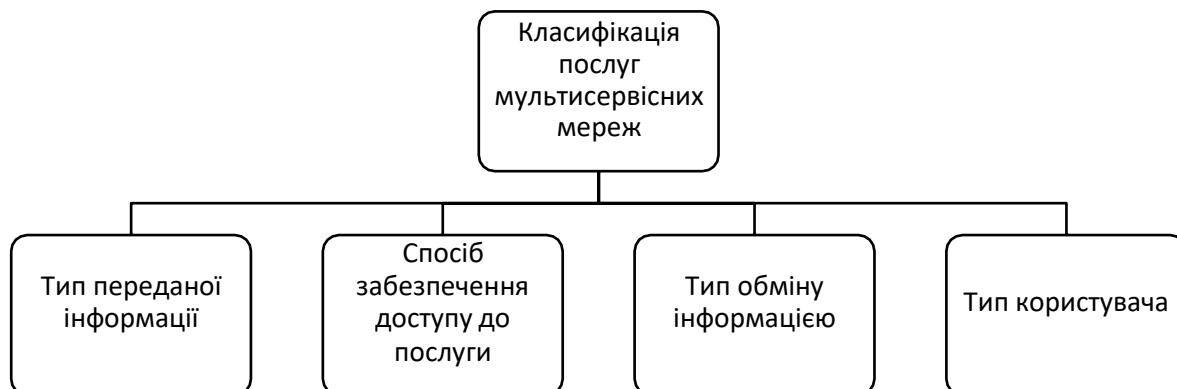 Класифікація
послуг
мультисервісних
мереж
Тип переданої
інформації
Спосіб
забезпечення
доступу до
послуги
Тип обміну
інформацією
Тип користувача